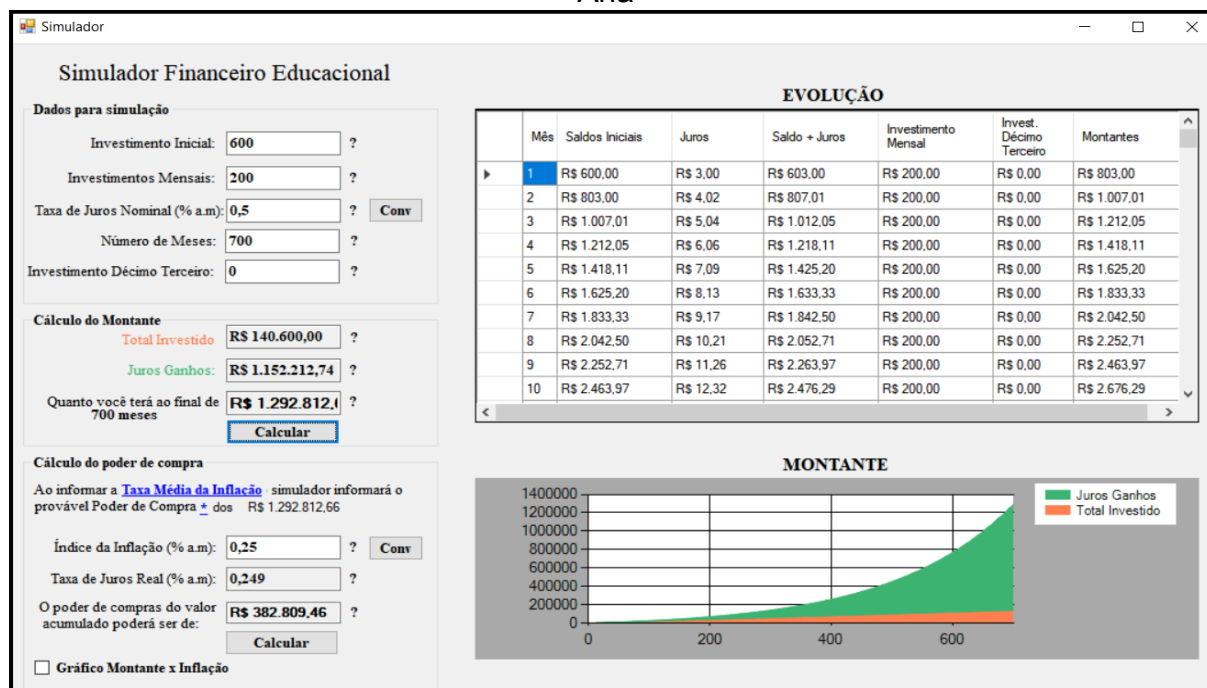 Simulador
Simulador Financeiro Educacional
Dados para simulação
Investimento Inicial: 600 ?
Investimentos Mensais: 200 ?
Taxa de Juros Nominal (% a.m): 0,5 ? Conv
Número de Meses: 700 ?
Investimento Décimo Terceiro: 0 ?
Cálculo do Montante
Total Investido R$ 140.600,00 ?
Juros Ganhos: R$ 1.152.212,74 ?
Quanto você terá ao final de
700 meses
R$ 1.292.812,( ?
Calcular
Cálculo do poder de compra
Ao informar a Taxa Média da Inflação simulador informará o
provável Poder de Compra * dos R$ 1.292.812,66
Índice da Inflação (% a.m): 0,25 ? Conv
Taxa de Juros Real (% a.m): 0,249 ?
O poder de compras do valor
acumulado poderá ser de:
R$ 382.809,46 ?
Calcular
Gráfico Montante x Inflação
EVOLUÇÃO
Mês Saldos Iniciais Juros Saldo + Juros Investimento Mensal Invest. Décimo Terceiro Montantes
1 R$ 600,00 R$ 3,00 R$ 603,00 R$ 200,00 R$ 0,00 R$ 803,00
2 R$ 803,00 R$ 4,02 R$ 807,01 R$ 200,00 R$ 0,00 R$ 1.007,01
3 R$ 1.007,01 R$ 5,04 R$ 1.012,05 R$ 200,00 R$ 0,00 R$ 1.212,05
4 R$ 1.212,05 R$ 6,06 R$ 1.218,11 R$ 200,00 R$ 0,00 R$ 1.418,11
5 R$ 1.418,11 R$ 7,09 R$ 1.425,20 R$ 200,00 R$ 0,00 R$ 1.625,20
6 R$ 1.625,20 R$ 8,13 R$ 1.633,33 R$ 200,00 R$ 0,00 R$ 1.833,33
7 R$ 1.833,33 R$ 9,17 R$ 1.842,50 R$ 200,00 R$ 0,00 R$ 2.042,50
8 R$ 2.042,50 R$ 10,21 R$ 2.052,71 R$ 200,00 R$ 0,00 R$ 2.252,71
9 R$ 2.252,71 R$ 11,26 R$ 2.263,97 R$ 200,00 R$ 0,00 R$ 2.463,97
10 R$ 2.463,97 R$ 12,32 R$ 2.476,29 R$ 200,00 R$ 0,00 R$ 2.676,29
MONTANTE
1400000
1200000
1000000
800000
600000
400000
200000
0
0 200 400 600
Juros Ganhos
Total Investido